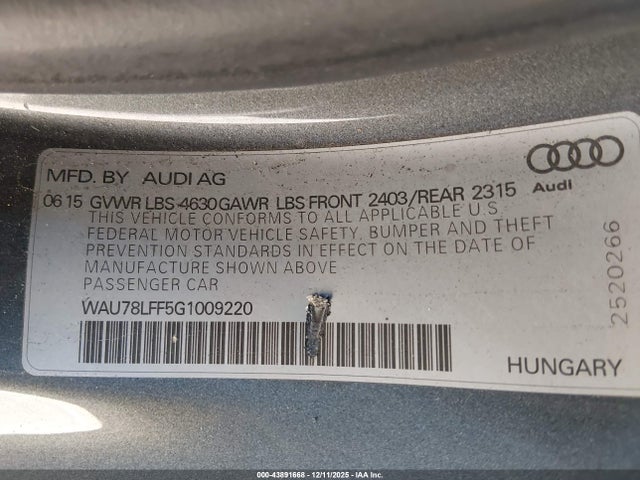 MFD. BY AUDI AG
06 15 GVWR LBS 4630 GAWR LBS FRONT 2403/REAR 2315
THIS VEHICLE CONFORMS TO ALL APPLICABLE U.S.
FEDERAL MOTOR VEHICLE SAFETY, BUMPER AND THEFT
PREVENTION STANDARDS IN EFFECT ON THE DATE OF
MANUFACTURE SHOWN ABOVE
PASSENGER CAR
WAU78LFF5G1009220
Audi
2520266
HUNGARY
000-43891668 - 12/11/2025 - IAA Inc.